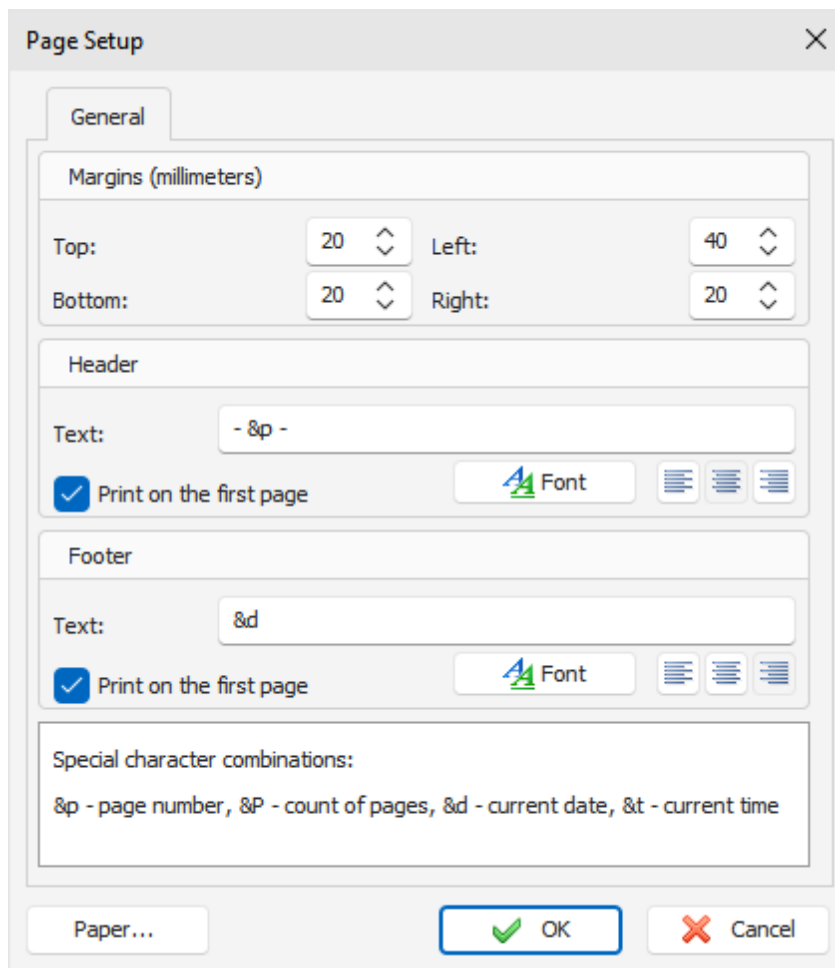 Page Setup
General
Margins (millimeters)
Top: 20 Left: 40
Bottom: 20 Right: 20
Header
Text: - &p -
Print on the first page Font
Footer
Text: &d
Print on the first page Font
Special character combinations:
&p - page number, &P - count of pages, &d - current date, &t - current time
Paper... OK Cancel